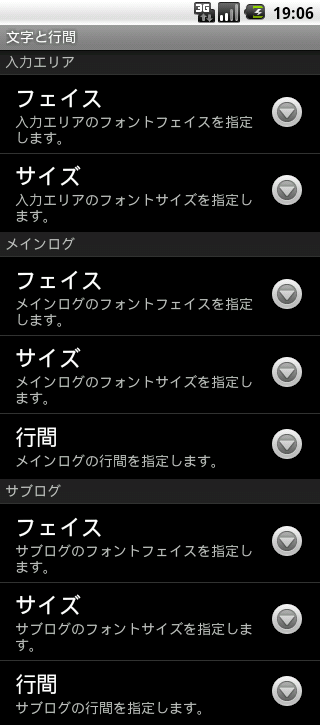 3G 19:06
文字と行間
入力エリア
フェイス
入力エリアのフォントフェイスを指定
します。
サイズ
入力エリアのフォントサイズを指定し
ます。
メインログ
フェイス
メインログのフォントフェイスを指定
します。
サイズ
メインログのフォントサイズを指定し
ます。
行間
メインログの行間を指定します。
サブログ
フェイス
サブログのフォントフェイスを指定し
ます。
サイズ
サブログのフォントサイズを指定しま
す。
行間
サブログの行間を指定します。